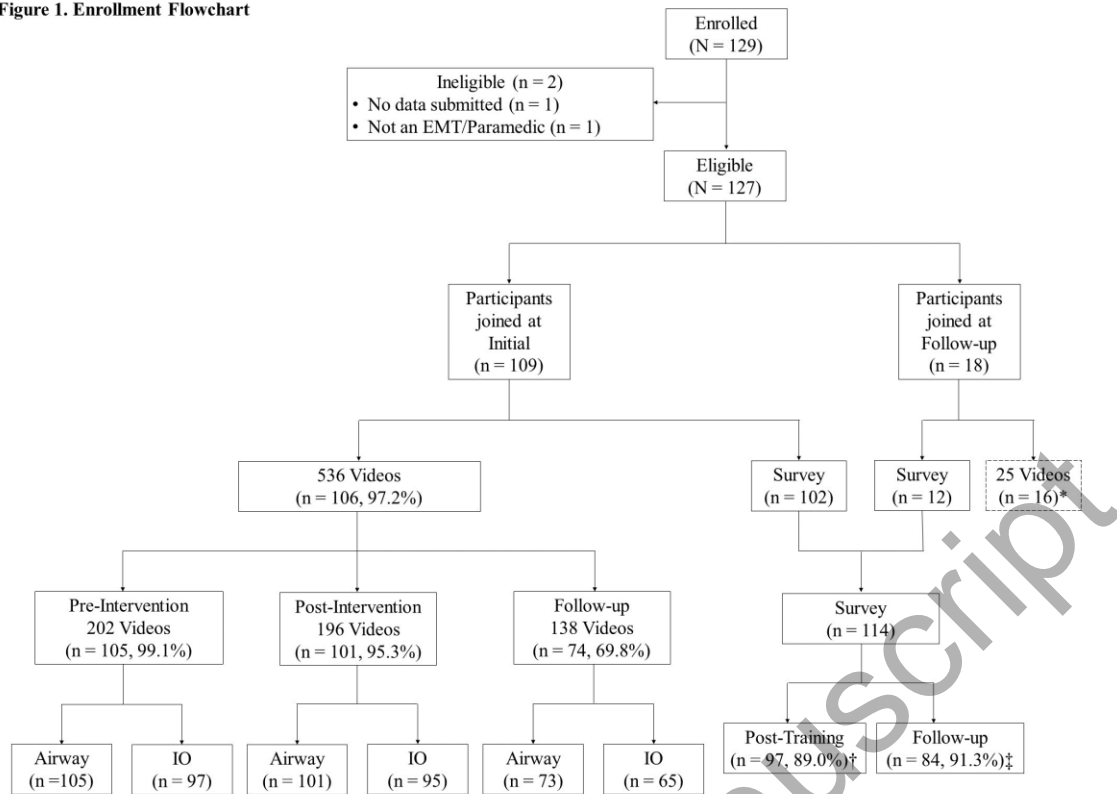 Figure 1. Enrollment Flowchart
Enrolled
(N = 129)
Ineligible (n = 2)
• No data submitted (n = 1)
• Not an EMT/Paramedic (n = 1)
Eligible
(N = 127)
Participants
joined at
Initial
(n = 109)
Participants
joined at
Follow-up
(n = 18)
536 Videos
(n = 106, 97.2%)
Survey
(n = 102)
Survey
(n = 12)
25 Videos
(n = 16)*
Pre-Intervention
202 Videos
(n = 105, 99.1%)
Post-Intervention
196 Videos
(n = 101, 95.3%)
Follow-up
138 Videos
(n = 74, 69.8%)
Survey
(n = 114)
Airway
(n =105)
IO
(n = 97)
Airway
(n = 101)
IO
(n = 95)
Airway
(n = 73)
IO
(n = 65)
Post-Training
(n = 97, 89.0%)†
Follow-up
(n = 84, 91.3%)‡
uscript